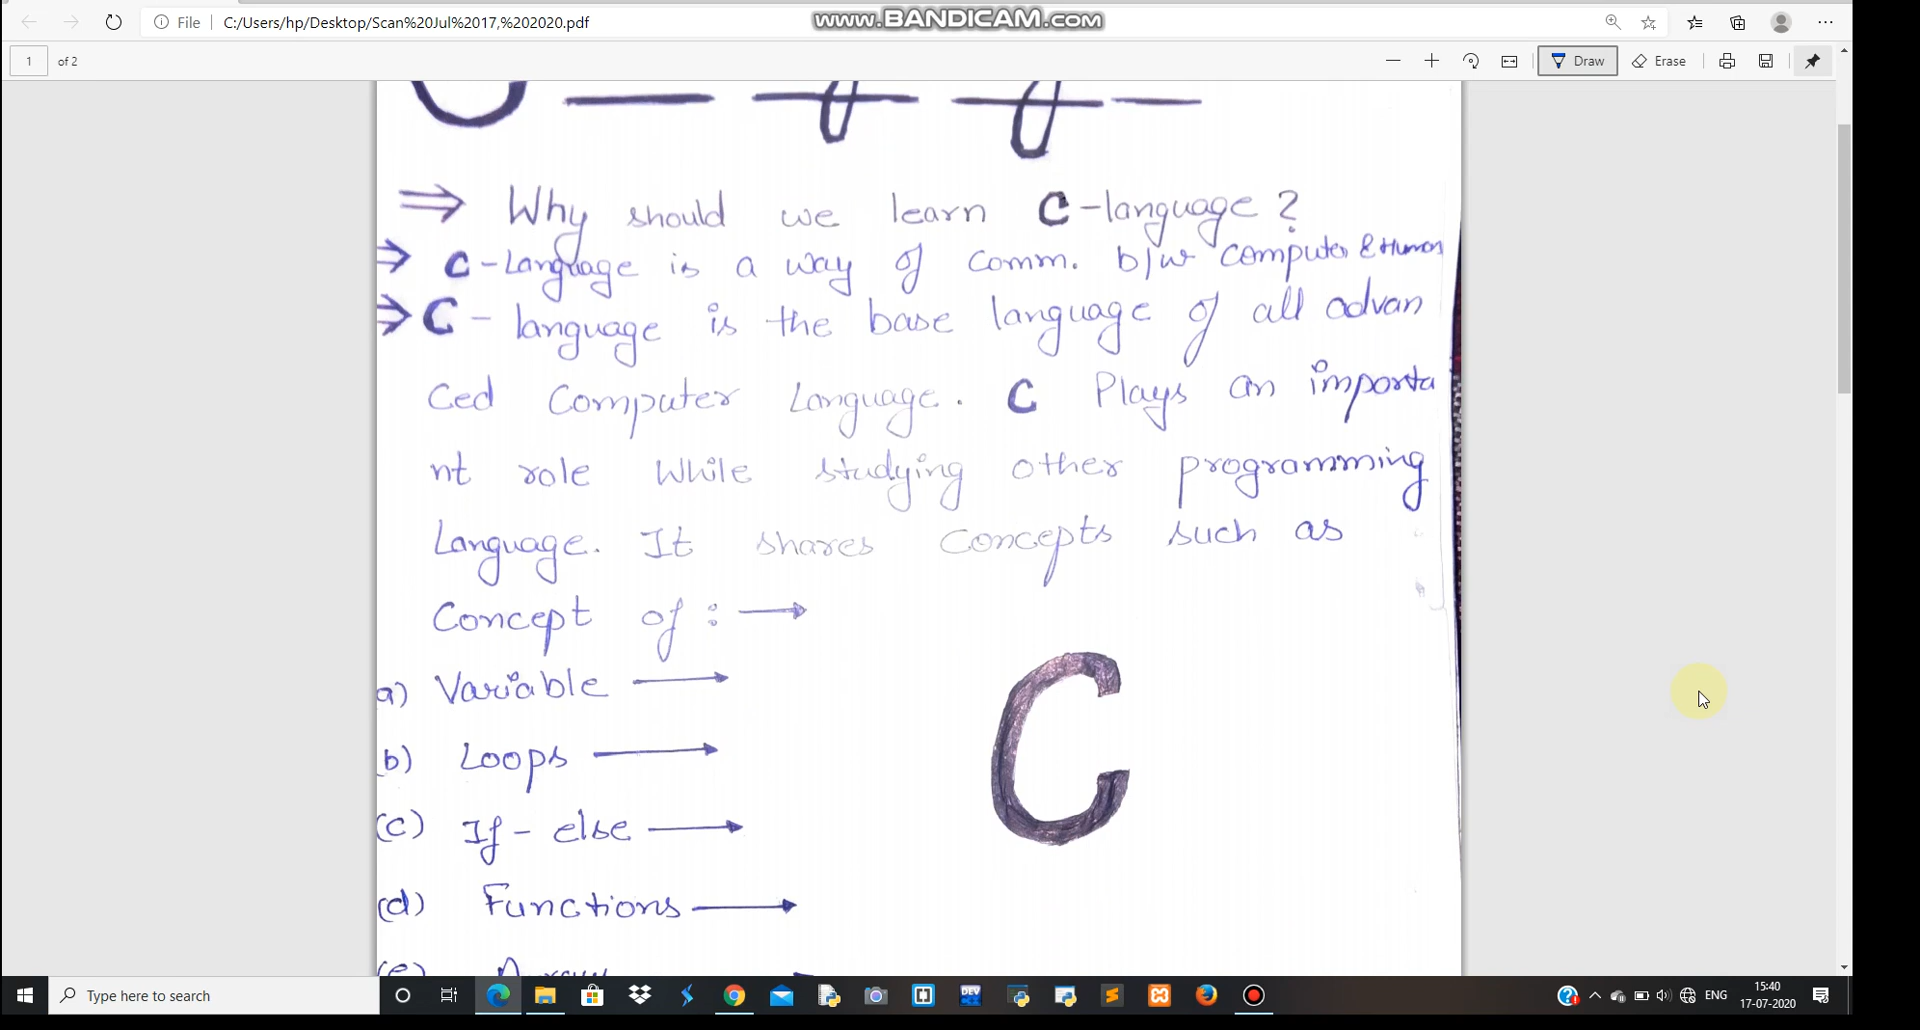 File C:/Users/hp/Desktop/Scan%20Jul%2017,%202020.pdf
www.BANDICAM.com
1 of 2
Draw
Erase
⇒ Why should we learn C-language?
⇒ C-Language is a way of comm. b/w computer & Human
⇒ C - language is the base language of all advan
Ced Computer Language. C Plays an importa
nt role While studying other programming
Language. It shares Concepts such as
Concept of : →
a) Variable →
(b) Loops →
C
(c) If - else →
(d) Functions →
(e) Array
Type here to search
DEV
ENG
15:40
17-07-2020